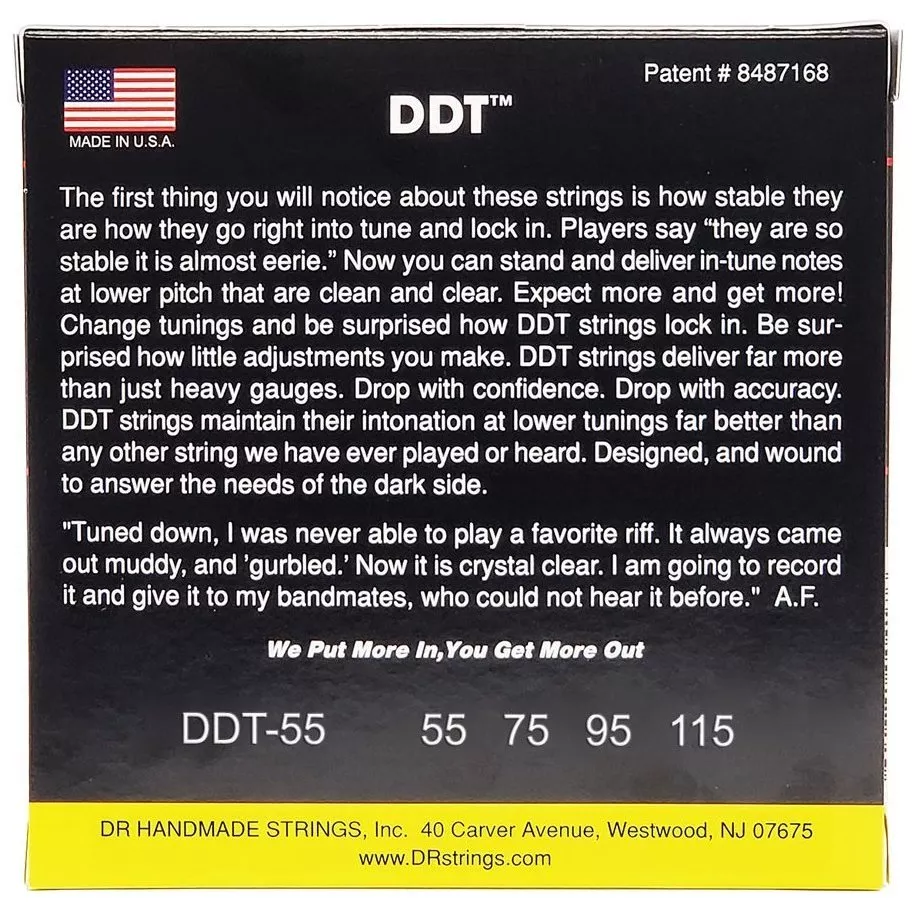 Patent # 8487168
DDT™
MADE IN U.S.A.
The first thing you will notice about these strings is how stable they
are how they go right into tune and lock in. Players say “they are so
stable it is almost eerie.” Now you can stand and deliver in-tune notes
at lower pitch that are clean and clear. Expect more and get more!
Change tunings and be surprised how DDT strings lock in. Be sur-
prised how little adjustments you make. DDT strings deliver far more
than just heavy gauges. Drop with confidence. Drop with accuracy.
DDT strings maintain their intonation at lower tunings far better than
any other string we have ever played or heard. Designed, and wound
to answer the needs of the dark side.
"Tuned down, I was never able to play a favorite riff. It always came
out muddy, and 'gurbled.' Now it is crystal clear. I am going to record
it and give it to my bandmates, who could not hear it before." A.F.
We Put More In,You Get More Out
DDT-55 55 75 95 115
DR HANDMADE STRINGS, Inc. 40 Carver Avenue, Westwood, NJ 07675
www.DRstrings.com